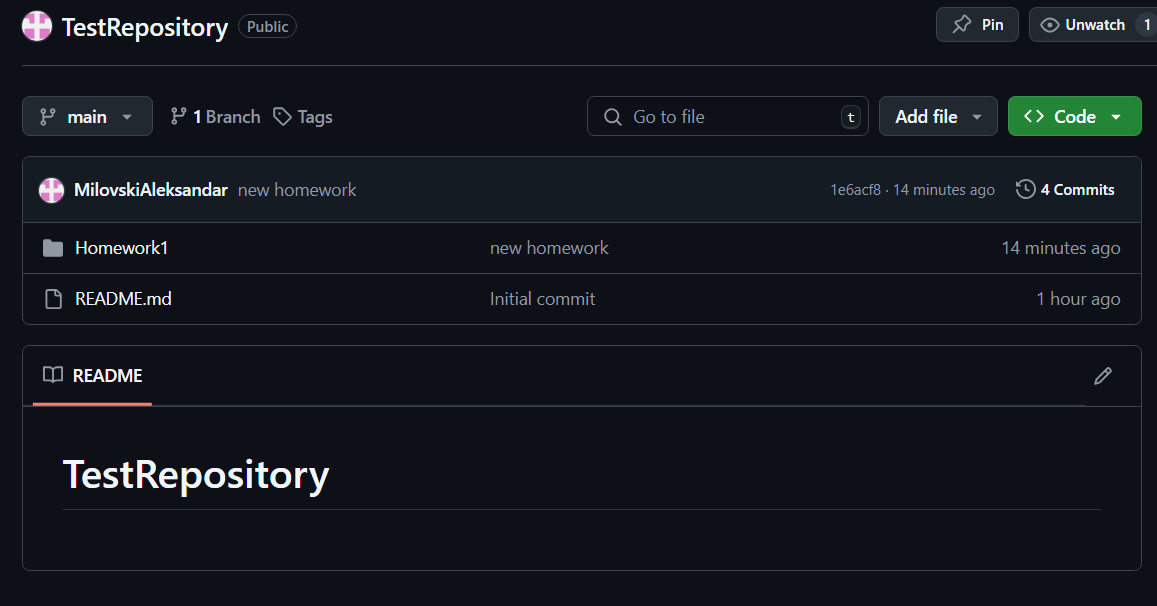 TestRepository Public Pin Unwatch 1
main 1 Branch Tags Go to file t Add file Code
MilovskiAleksandar new homework 1e6acf8 · 14 minutes ago 4 Commits
Homework1 new homework 14 minutes ago
README.md Initial commit 1 hour ago
README
TestRepository